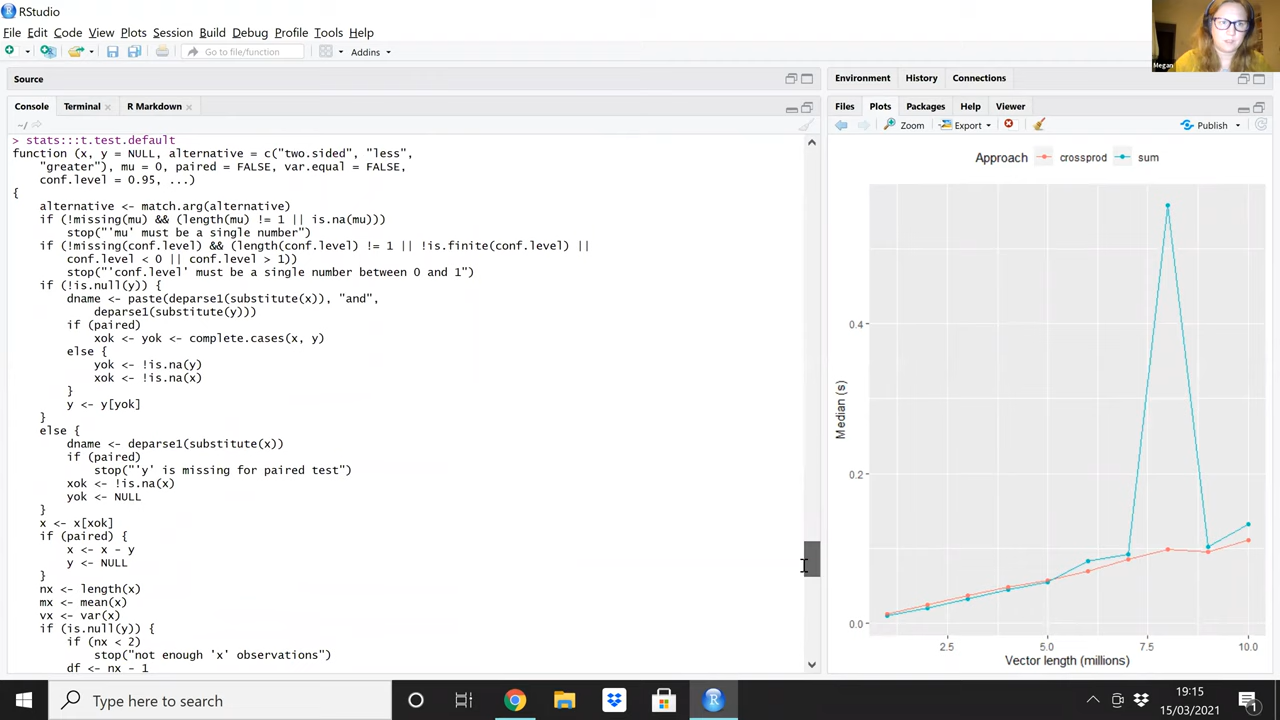 RStudio
File Edit Code View Plots Session Build Debug Profile Tools Help
Go to file/function
Addins
Megan
Source
Console Terminal R Markdown
~/
> stats:::t.test.default
function (x, y = NULL, alternative = c("two.sided", "less",
"greater"), mu = 0, paired = FALSE, var.equal = FALSE,
conf.level = 0.95, ...)
{
alternative <- match.arg(alternative)
if (!missing(mu) && (length(mu) != 1 || is.na(mu)))
stop("'mu' must be a single number")
if (!missing(conf.level) && (length(conf.level) != 1 || !is.finite(conf.level) ||
conf.level < 0 || conf.level > 1))
stop("'conf.level' must be a single number between 0 and 1")
if (!is.null(y)) {
dname <- paste(deparse1(substitute(x)), "and",
deparse1(substitute(y)))
if (paired)
xok <- yok <- complete.cases(x, y)
else {
yok <- !is.na(y)
xok <- !is.na(x)
}
y <- y[yok]
}
else {
dname <- deparse1(substitute(x))
if (paired)
stop("'y' is missing for paired test")
xok <- !is.na(x)
yok <- NULL
}
x <- x[xok]
if (paired) {
x <- x - y
y <- NULL
}
nx <- length(x)
mx <- mean(x)
vx <- var(x)
if (is.null(y)) {
if (nx < 2)
stop("not enough 'x' observations")
df <- nx - 1
Environment History Connections
Files Plots Packages Help Viewer
Zoom Export Publish
Approach crossprod sum
Median (s)
0.4
0.2
0.0
2.5 5.0 7.5 10.0
Vector length (millions)
Type here to search
19:15
15/03/2021
1